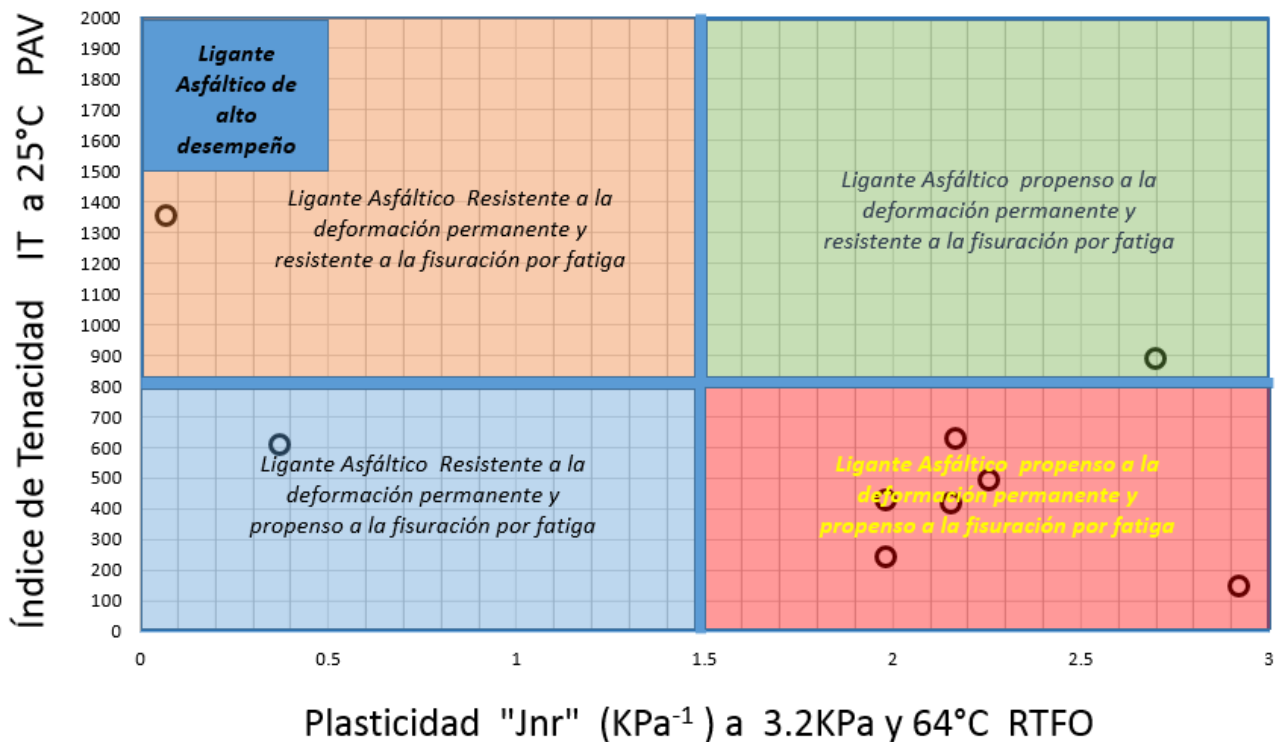 Índice de Tenacidad IT a 25°C PAV
2000
1900
1800
1700
1600
1500
1400
1300
1200
1100
1000
900
800
700
600
500
400
300
200
100
0
Ligante
Asfáltico de
alto
desempeño
Ligante Asfáltico Resistente a la
deformación permanente y
resistente a la fisuración por fatiga
Ligante Asfáltico propenso a la
deformación permanente y
resistente a la fisuración por fatiga
Ligante Asfáltico Resistente a la
deformación permanente y
propenso a la fisuración por fatiga
Ligante Asfáltico propenso a la
deformación permanente y
propenso a la fisuración por fatiga
0 0.5 1 1.5 2 2.5 3
Plasticidad "Jnr" (KPa⁻¹ ) a 3.2KPa y 64°C RTFO